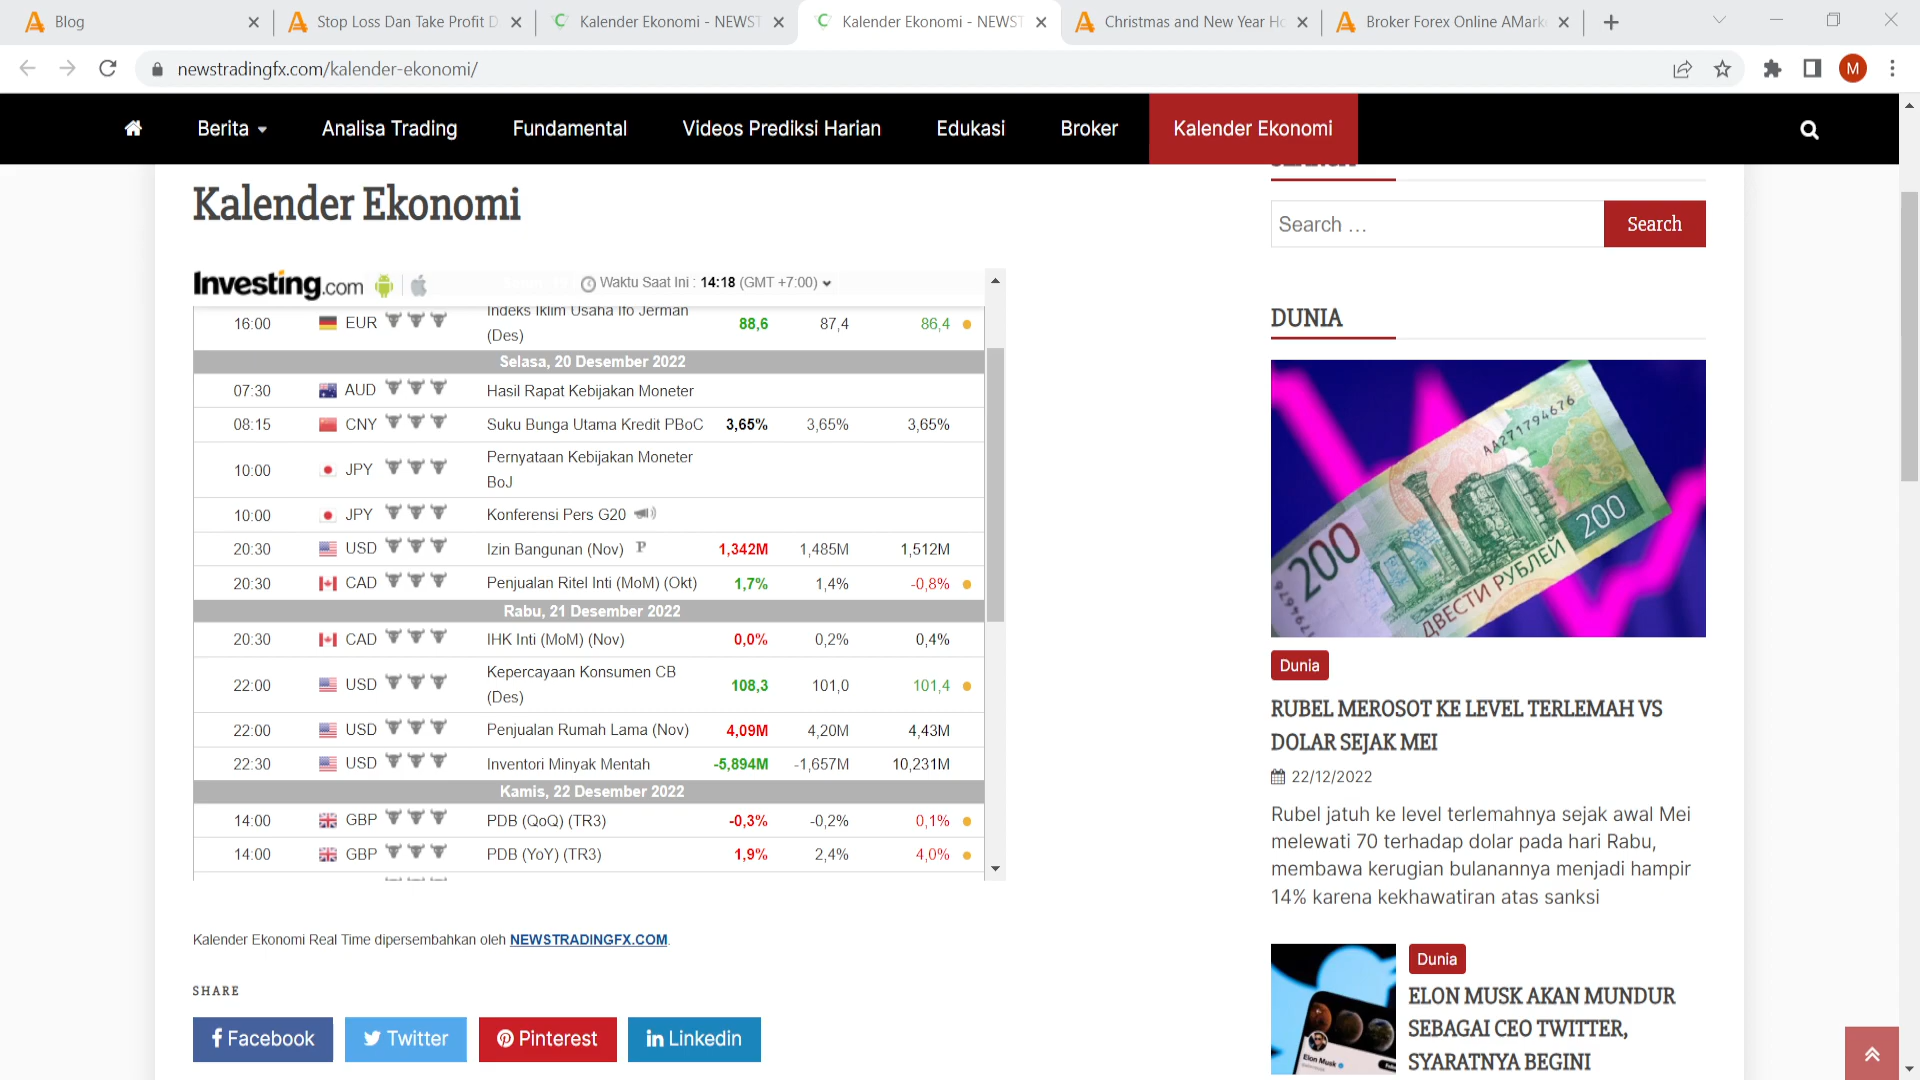 Blog
Stop Loss Dan Take Profit D
Kalender Ekonomi - NEWST
Kalender Ekonomi - NEWST
Christmas and New Year Ho
Broker Forex Online AMark
newstradingfx.com/kalender-ekonomi/
M
Berita
Analisa Trading
Fundamental
Videos Prediksi Harian
Edukasi
Broker
Kalender Ekonomi
Kalender Ekonomi
Investing.com
Waktu Saat Ini : 14:18 (GMT +7:00)
16:00 EUR Indeks Iklim Usaha Ifo Jerman (Des) 88,6 87,4 86,4
Selasa, 20 Desember 2022
07:30 AUD Hasil Rapat Kebijakan Moneter
08:15 CNY Suku Bunga Utama Kredit PBoC 3,65% 3,65% 3,65%
10:00 JPY Pernyataan Kebijakan Moneter BoJ
10:00 JPY Konferensi Pers G20
20:30 USD Izin Bangunan (Nov) P 1,342M 1,485M 1,512M
20:30 CAD Penjualan Ritel Inti (MoM) (Okt) 1,7% 1,4% -0,8%
Rabu, 21 Desember 2022
20:30 CAD IHK Inti (MoM) (Nov) 0,0% 0,2% 0,4%
22:00 USD Kepercayaan Konsumen CB (Des) 108,3 101,0 101,4
22:00 USD Penjualan Rumah Lama (Nov) 4,09M 4,20M 4,43M
22:30 USD Inventori Minyak Mentah -5,894M -1,657M 10,231M
Kamis, 22 Desember 2022
14:00 GBP PDB (QoQ) (TR3) -0,3% -0,2% 0,1%
14:00 GBP PDB (YoY) (TR3) 1,9% 2,4% 4,0%
Kalender Ekonomi Real Time dipersembahkan oleh NEWSTRADINGFX.COM.
SHARE
Facebook
Twitter
Pinterest
Linkedin
Search …
Search
DUNIA
AA271794676
200
200
ДВЕСТИ РУБЛЕЙ
Dunia
RUBEL MEROSOT KE LEVEL TERLEMAH VS
DOLAR SEJAK MEI
22/12/2022
Rubel jatuh ke level terlemahnya sejak awal Mei
melewati 70 terhadap dolar pada hari Rabu,
membawa kerugian bulanannya menjadi hampir
14% karena kekhawatiran atas sanksi
Elon Musk
Dunia
ELON MUSK AKAN MUNDUR
SEBAGAI CEO TWITTER,
SYARATNYA BEGINI